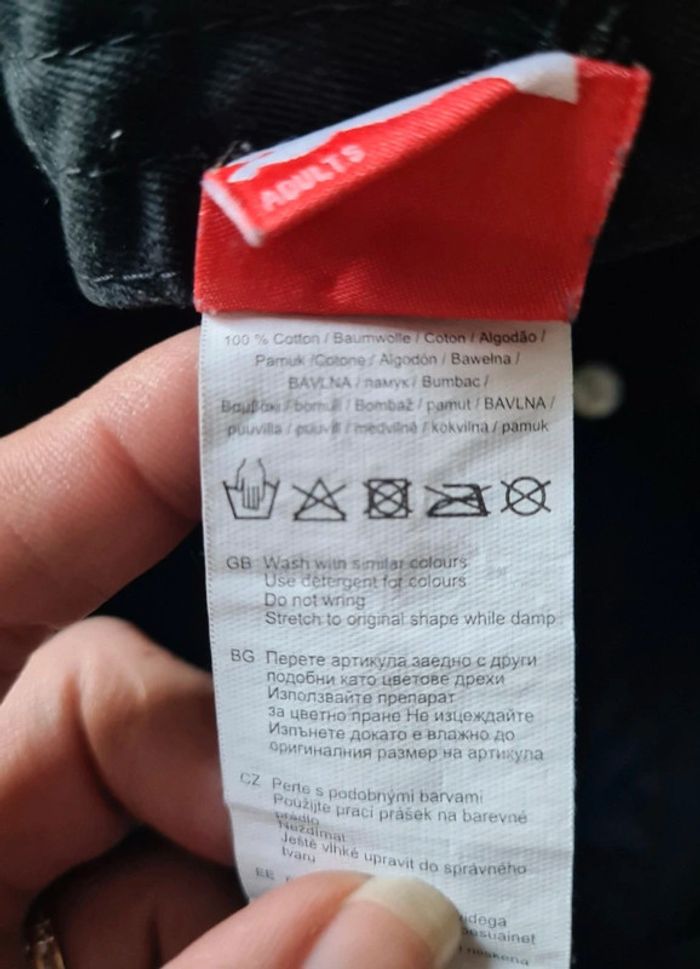 ADULTS
100 % Cotton / Baumwolle / Coton / Algodão /
Pamuk /Cotone / Algodón / Bawełna /
BAVLNA / памук / Bumbac /
Βαμβάκι / bomull / Bombaž / pamut / BAVLNA /
puuvilla / puuvill / medvilnė / kokvilna / pamuk
GB Wash with similar colours
Use detergent for colours
Do not wring
Stretch to original shape while damp
BG Перете артикула заедно с други
подобни като цветове дрехи
Използвайте препарат
за цветно пране Не изцеждайте
Изпънете докато е влажно до
оригиналния размер на артикула
CZ Perte s podobnými barvami
Použijte prací prášek na barevné
prádlo
Neždímat
Ještě vlhké upravit do správného
tvaru
EE